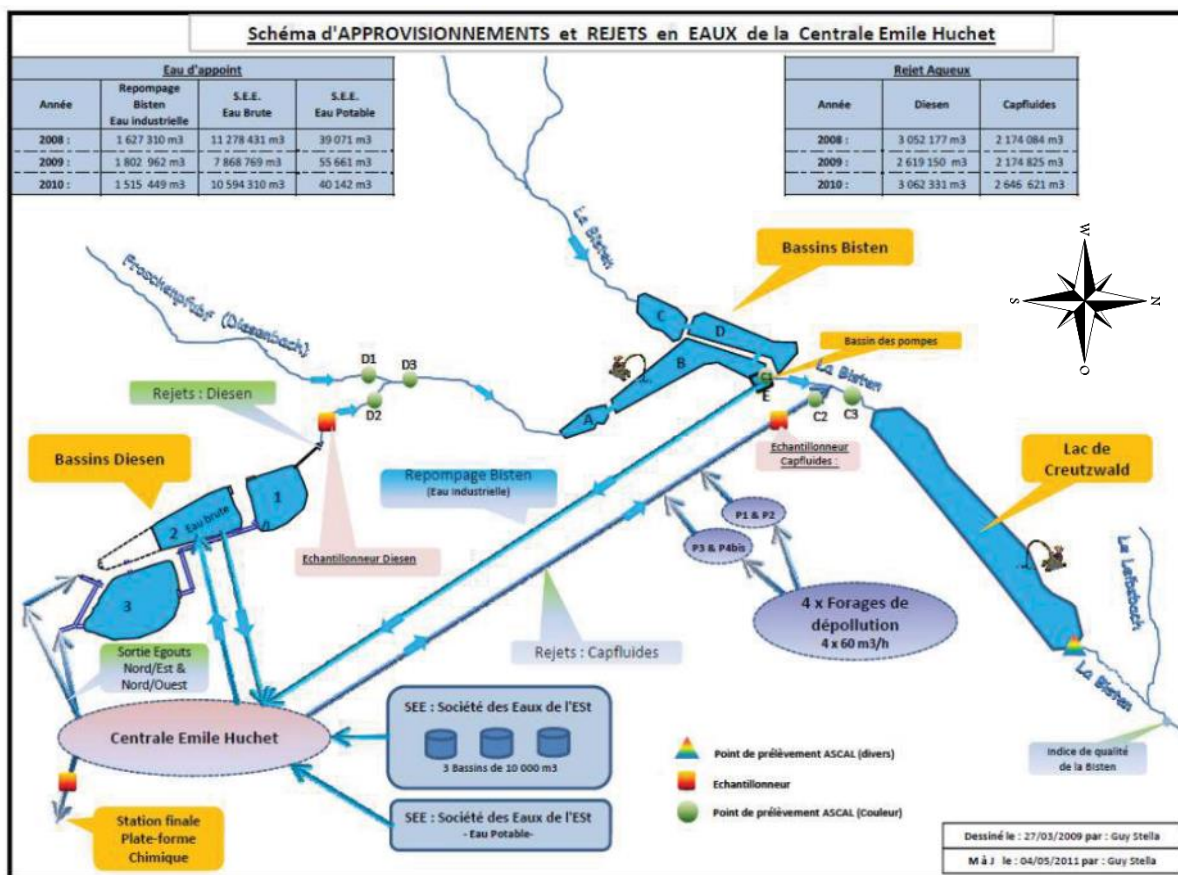 Schéma d'APPROVISIONNEMENTS et REJETS en EAUX de la Centrale Emile Huchet
Eau d'appoint
Année
Repompage
Bisten
Eau industrielle
S.E.E.
Eau Brute
S.E.E.
Eau Potable
2008 : 1 627 310 m3 11 278 431 m3 39 071 m3
2009 : 1 802 962 m3 7 868 769 m3 55 661 m3
2010 : 1 515 449 m3 10 594 310 m3 40 142 m3
Rejet Aqueux
Année Diesen Capfluides
2008 : 3 052 177 m3 2 174 084 m3
2009 : 2 619 150 m3 2 174 825 m3
2010 : 3 062 331 m3 2 646 621 m3
La Bisten
Bassins Bisten
W
S
N
O
(Diesenbach)
C
D
B
A
E
Bassin des pompes
La Bisten
D1
D3
D2
C2
C3
Rejets : Diesen
Bassins Diesen
Repompage Bisten
(Eau industrielle)
Echantillonneur
Capfluides :
Lac de
Creutzwald
1
2
Eau brute
3
Echantillonneur Diesen
P1 & P2
P3 & P4bis
4 x Forages de
dépollution
4 x 60 m3/h
Rejets : Capfluides
Sortie Egouts
Nord/Est &
Nord/Ouest
La Bisten
Centrale Emile Huchet
SEE : Société des Eaux de l'ESt
3 Bassins de 10 000 m3
SEE : Société des Eaux de l'ESt
- Eau Potable-
Station finale
Plate-forme
Chimique
Point de prélèvement ASCAL (divers)
Echantillonneur
Point de prélèvement ASCAL (Couleur)
Indice de qualité
de la Bisten
Dessiné le : 27/03/2009 par : Guy Stella
M à J le : 04/05/2011 par : Guy Stella